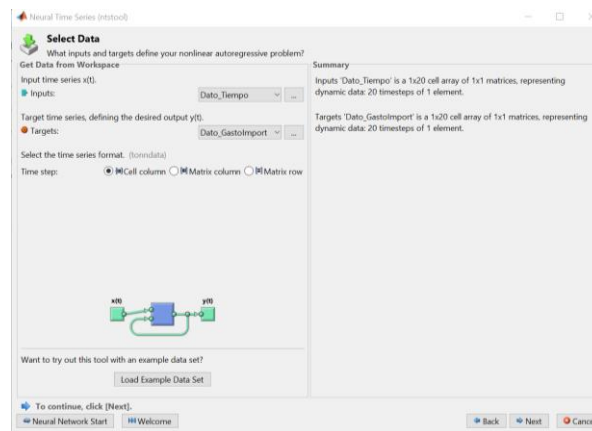 Neural Time Series (ntstool)
Select Data
What inputs and targets define your nonlinear autoregressive problem?
Get Data from Workspace
Input time series x(t).
Inputs:
Dato_Tiempo
...
Target time series, defining the desired output y(t).
Targets:
Dato_GastoImport
...
Select the time series format. (tonndata)
Time step:
Cell column
Matrix column
Matrix row
x(t)
y(t)
Want to try out this tool with an example data set?
Load Example Data Set
Summary
Inputs 'Dato_Tiempo' is a 1x20 cell array of 1x1 matrices, representing
dynamic data: 20 timesteps of 1 element.
Targets 'Dato_GastoImport' is a 1x20 cell array of 1x1 matrices, representing
dynamic data: 20 timesteps of 1 element.
To continue, click [Next].
Neural Network Start
Welcome
Back
Next
Cance